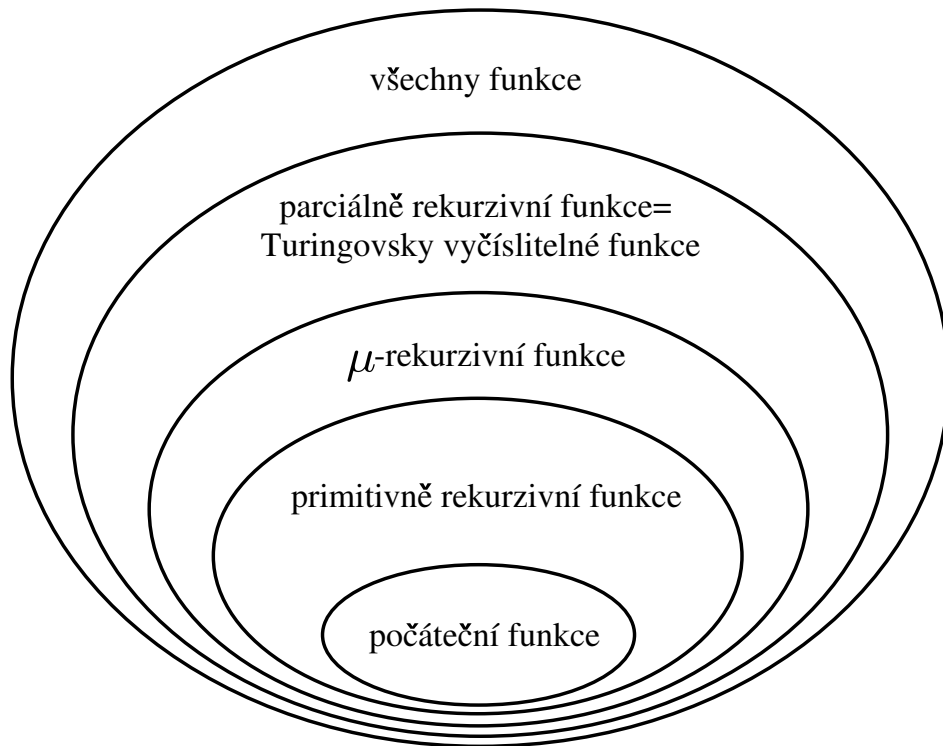 všechny funkce
parciálně rekurzivní funkce=
Turingovsky vyčíslitelné funkce
μ-rekurzivní funkce
primitivně rekurzivní funkce
počáteční funkce